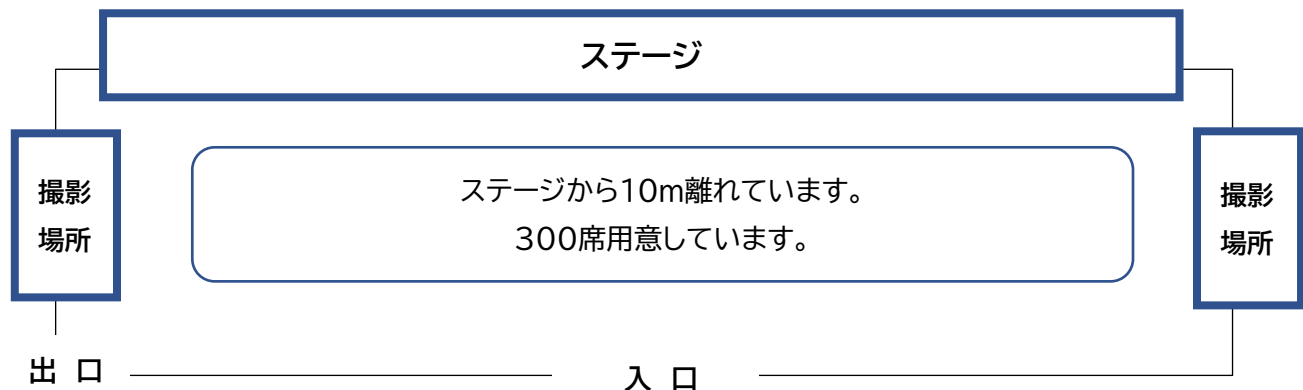 ステージ
撮影
場所
ステージから10m離れています。
300席用意しています。
撮影
場所
出 口
入 口